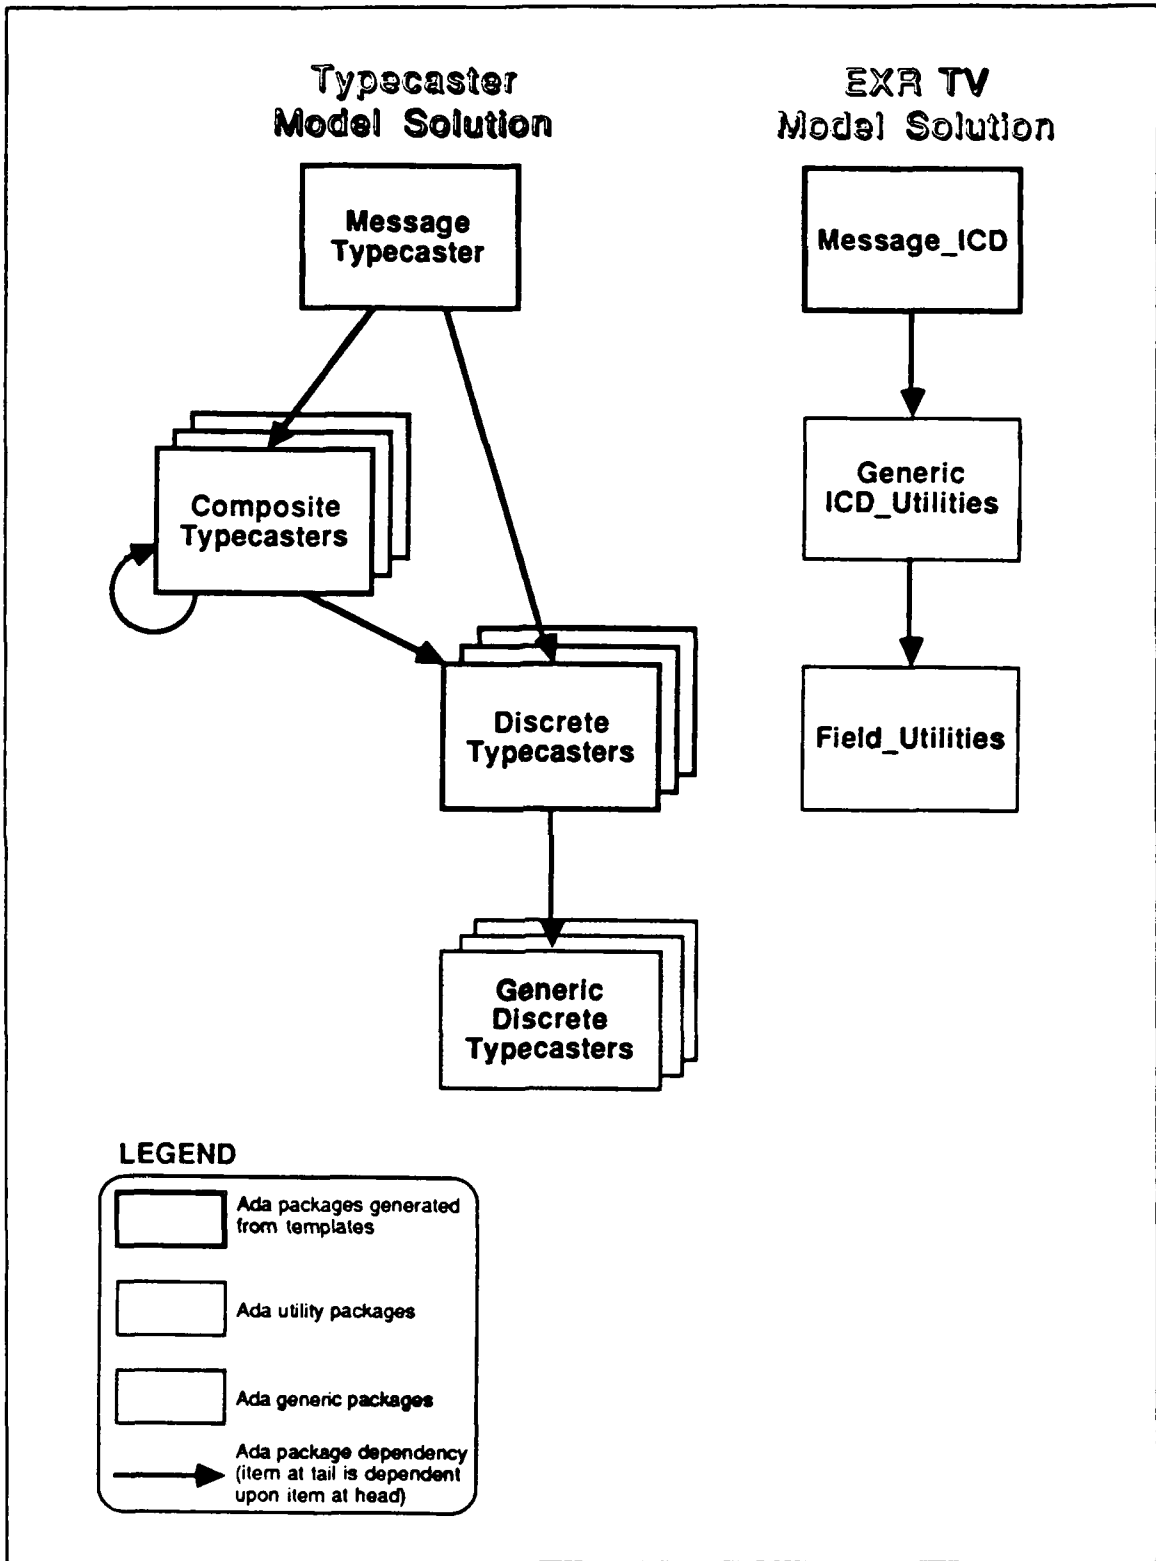 Typecaster
Model Solution
Message
Typecaster
Composite
Typecasters
Discrete
Typecasters
Generic
Discrete
Typecasters
EXR TV
Model Solution
Message_ICD
Generic
ICD_Utilities
Field_Utilities
LEGEND
Ada packages generated
from templates
Ada utility packages
Ada generic packages
Ada package dependency
(item at tail is dependent
upon item at head)